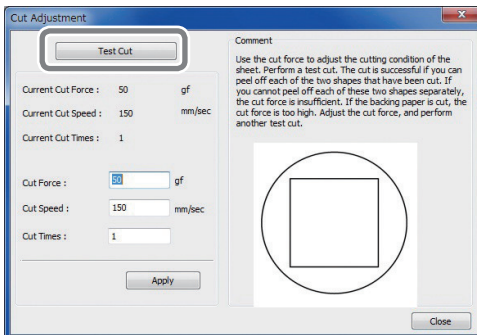 Cut Adjustment
Test Cut
Current Cut Force : 50 gf
Current Cut Speed : 150 mm/sec
Current Cut Times : 1
Cut Force : 50 gf
Cut Speed : 150 mm/sec
Cut Times : 1
Apply
Comment
Use the cut force to adjust the cutting condition of the
sheet. Perform a test cut. The cut is successful if you can
peel off each of the two shapes that have been cut. If
you cannot peel off each of these two shapes separately,
the cut force is insufficient. If the backing paper is cut, the
cut force is too high. Adjust the cut force, and perform
another test cut.
Close